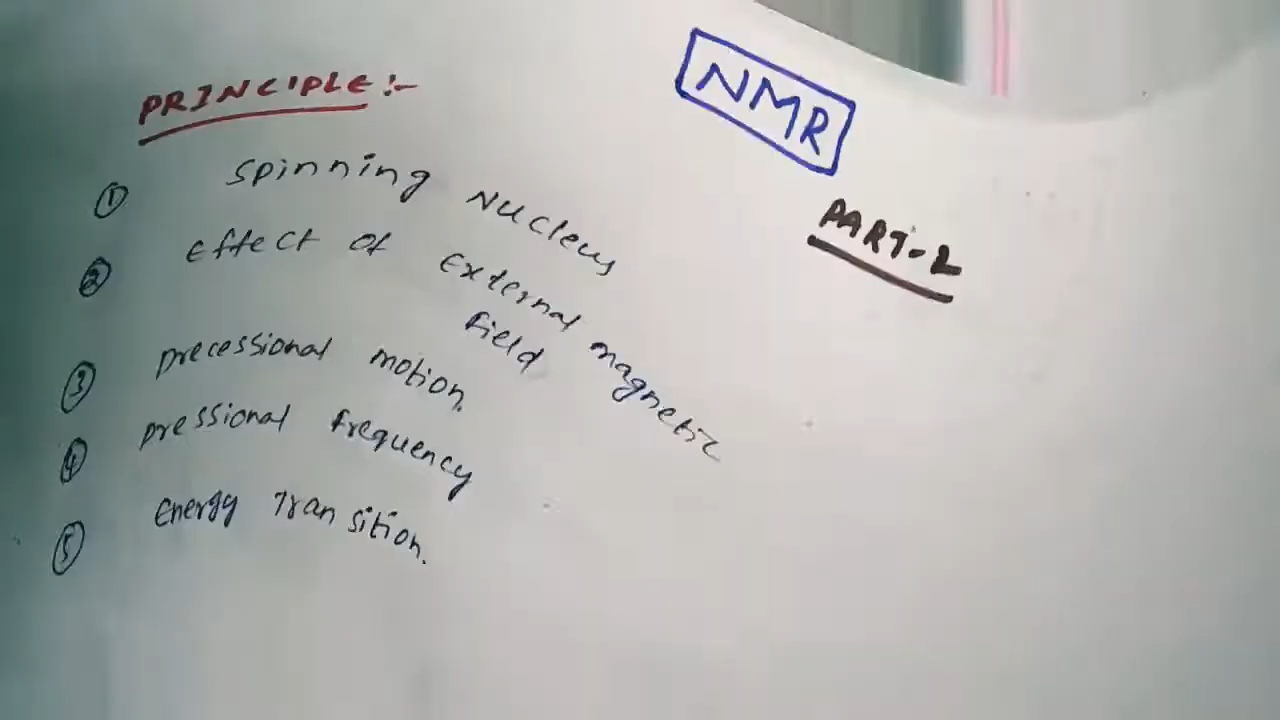 NMR
PRINCIPLE :-
PART-2
① Spinning Nucleus
② Effect of External magnetic
field
③ precessional motion.
④ pressional frequency
⑤ Energy Transition.